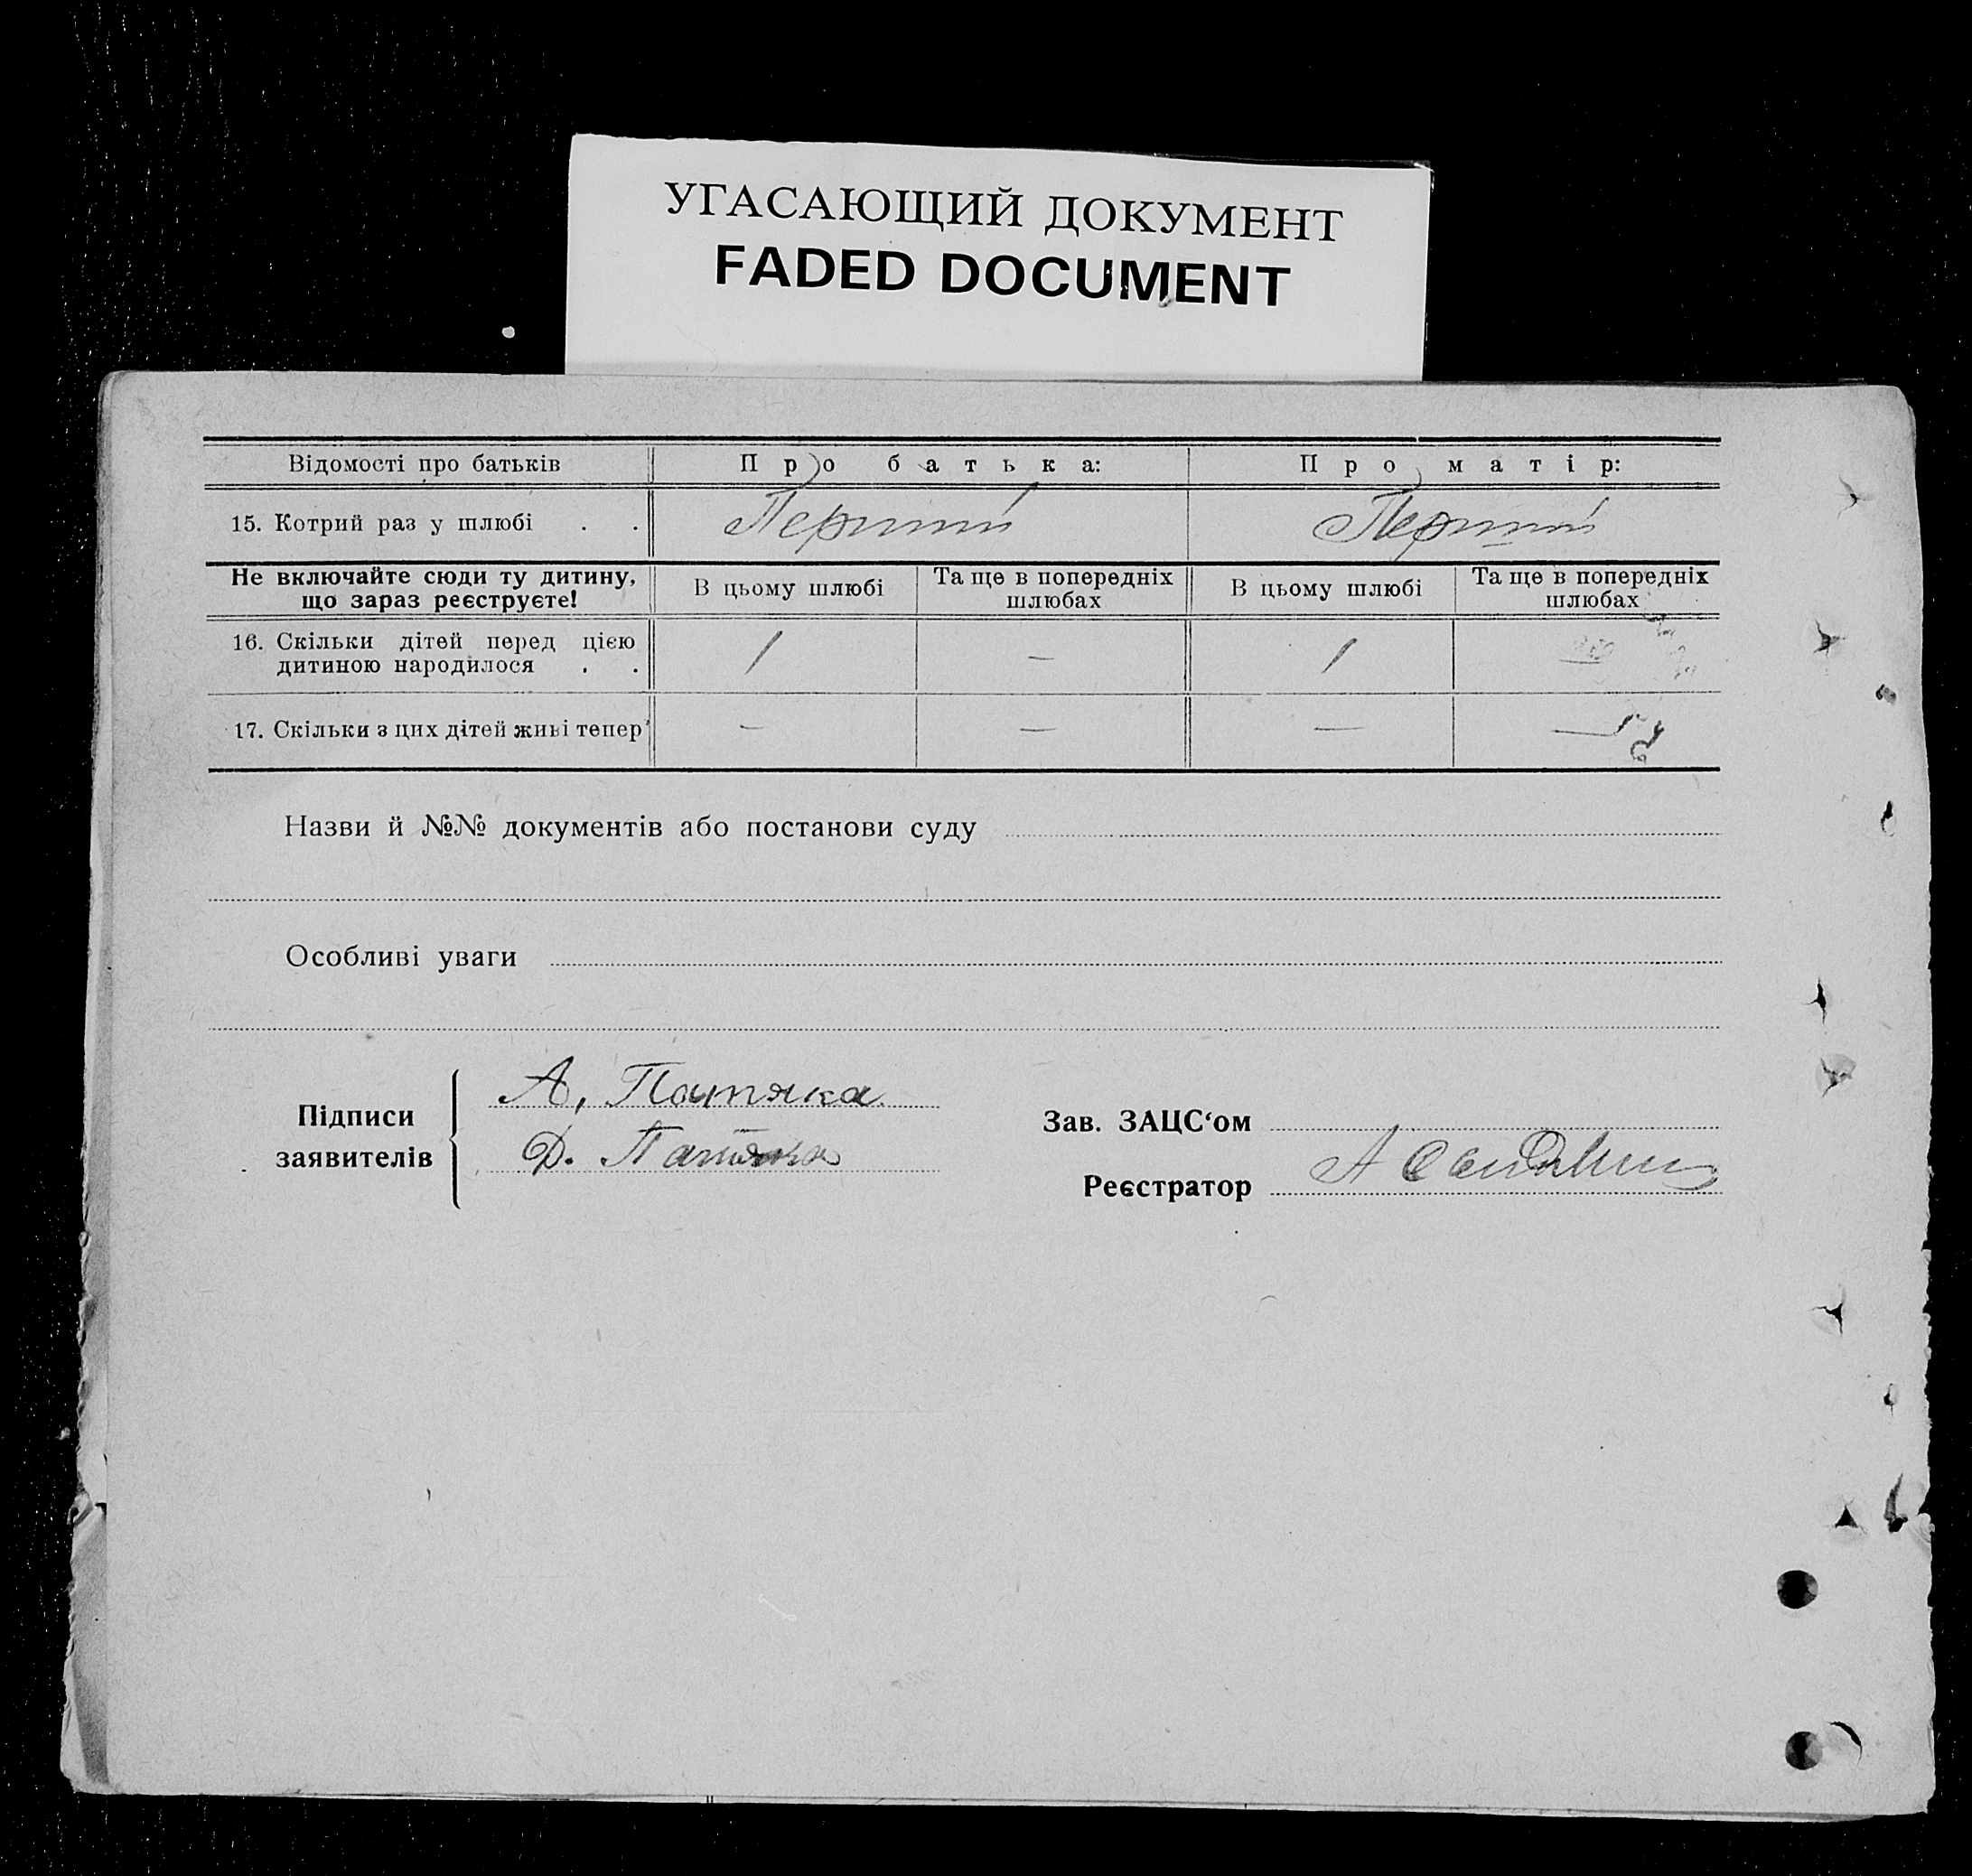 УГАСАЮЩИЙ ДОКУМЕНТ
FADED DOCUMENT
Відомості про батьків Про батька: Про матір:
15. Котрий раз у шлюбі . . Перший Перший
Не включайте сюди ту дитину, що зараз реєструєте! В цьому шлюбі Та ще в попередніх шлюбах В цьому шлюбі Та ще в попередніх шлюбах
16. Скільки дітей перед цією
дитиною народилося . . 1 — 1
17. Скільки з цих дітей живі тепер — — — —
Назви й №№ документів або постанови суду
Особливі уваги
Підписи заявителів
А. Патяка
Д. Патяка
Зав. ЗАЦС‘ом
Реєстратор А